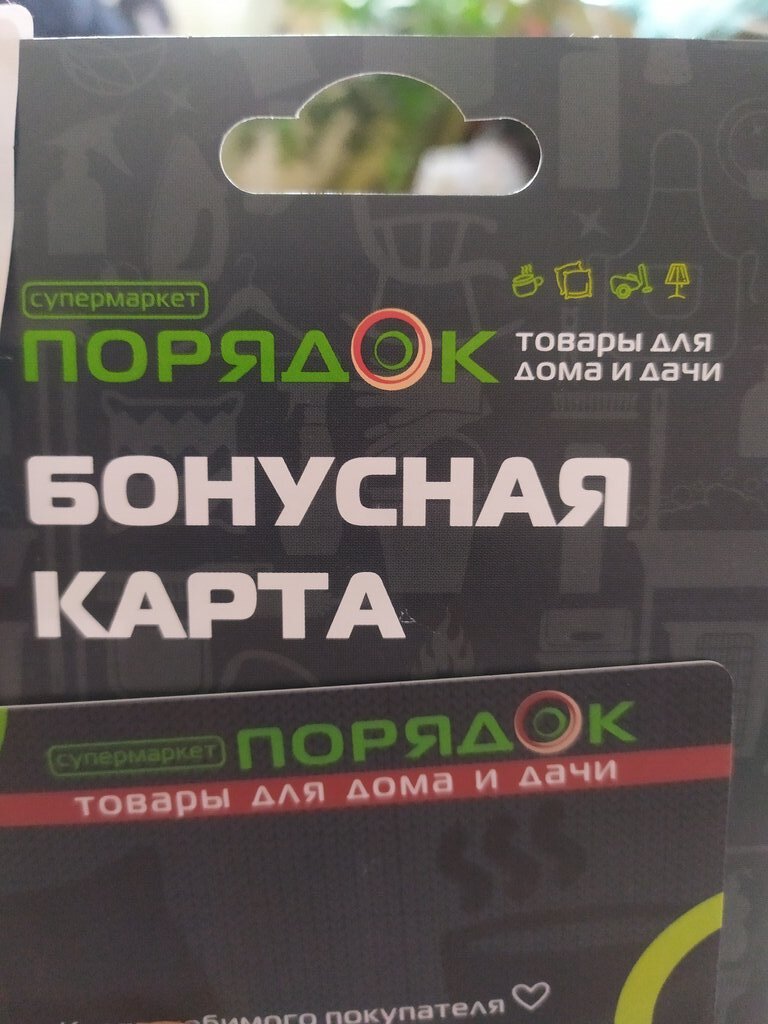 супермаркет
ПОРЯДОК
товары для
дома и дачи
БОНУСНАЯ
КАРТА
супермаркет ПОРЯДОК
товары для дома и дачи
покупателя